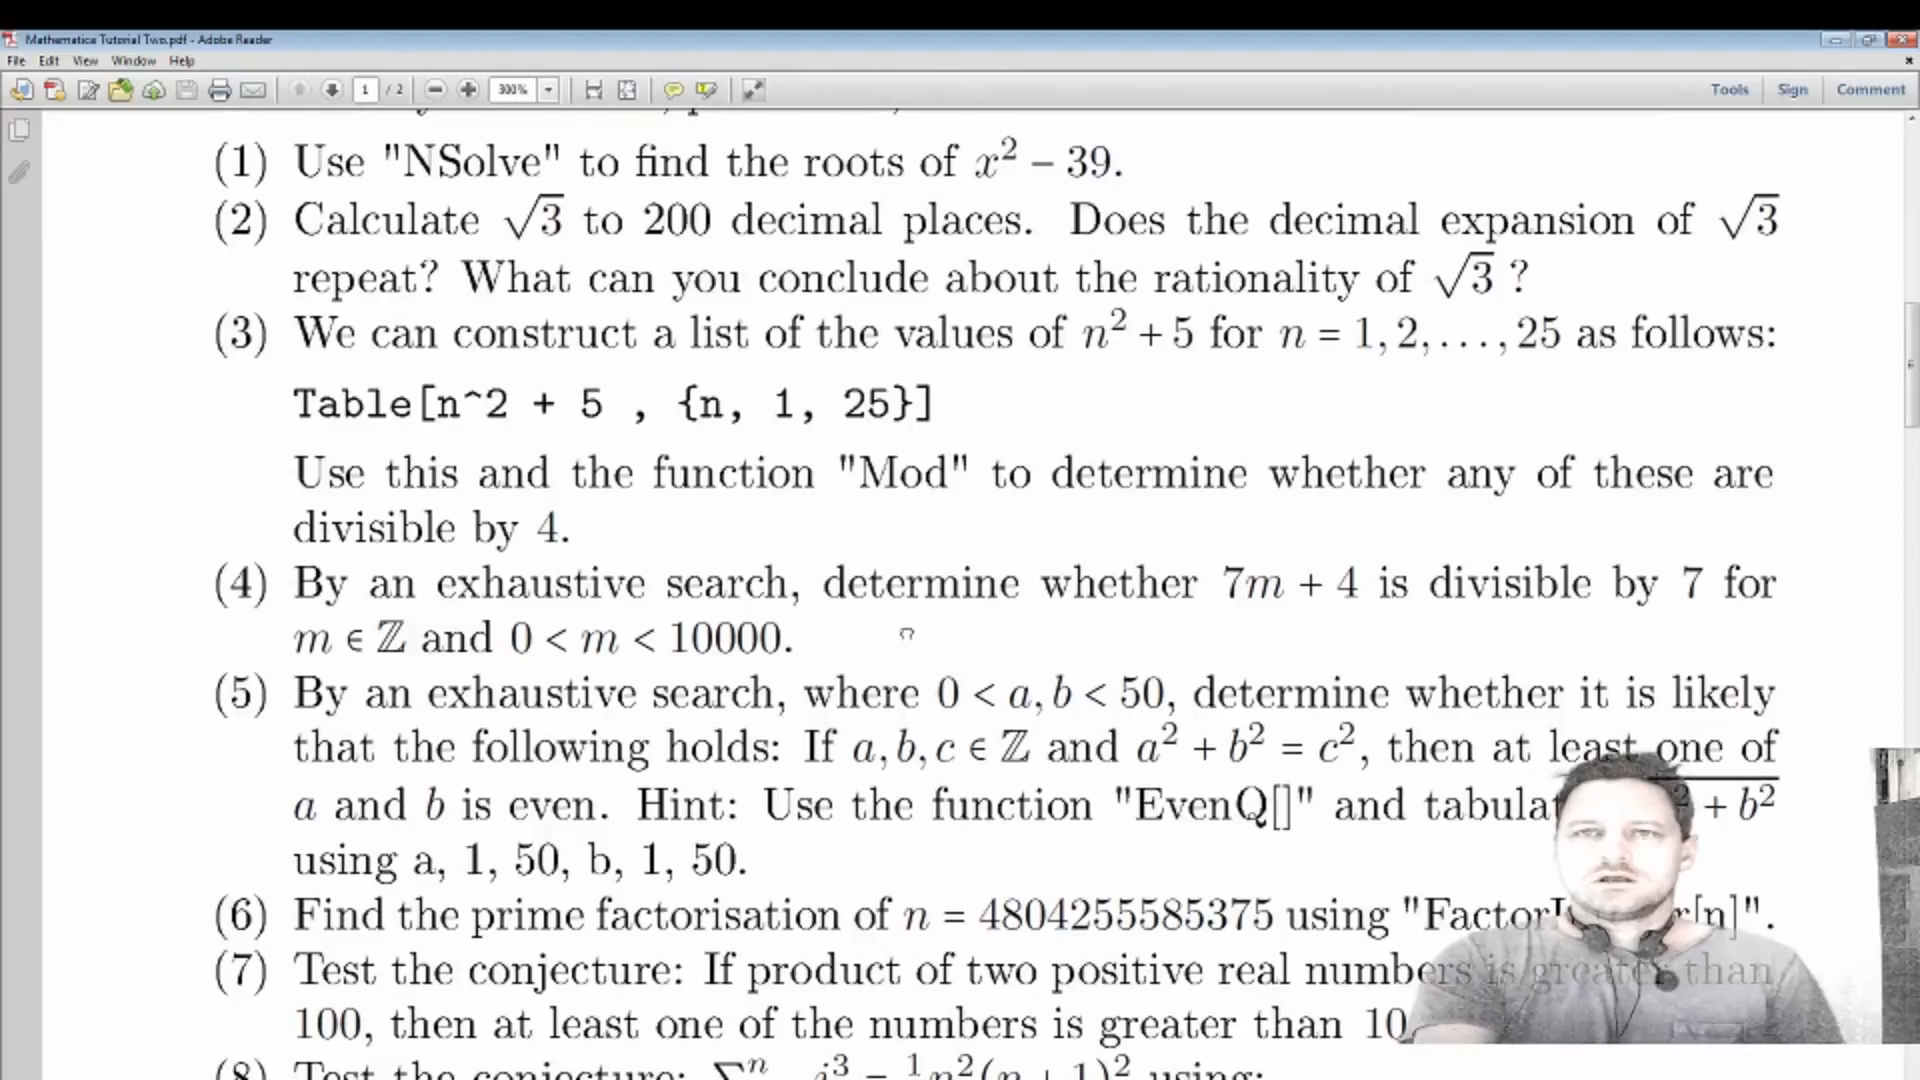 Mathematica Tutorial Two.pdf - Adobe Reader
File Edit View Window Help
1 / 2 300% Tools Sign Comment
(1) Use "NSolve" to find the roots of x² − 39.
(2) Calculate √3 to 200 decimal places. Does the decimal expansion of √3
repeat? What can you conclude about the rationality of √3 ?
(3) We can construct a list of the values of n² + 5 for n = 1, 2, . . . , 25 as follows:
Table[n^2 + 5 , {n, 1, 25}]
Use this and the function "Mod" to determine whether any of these are
divisible by 4.
(4) By an exhaustive search, determine whether 7m + 4 is divisible by 7 for
m ∈ ℤ and 0 < m < 10000.
(5) By an exhaustive search, where 0 < a, b < 50, determine whether it is likely
that the following holds: If a, b, c ∈ ℤ and a² + b² = c², then at least one of
a and b is even. Hint: Use the function "EvenQ[]" and + b²
using a, 1, 50, b, 1, 50.
(6) Find the prime factorisation of n = 4804255585375 using
(7) Test the conjecture: If product of two positive real numbers is greater than
100, then at least one of the numbers is greater than 10
(8) Test the conjecture: using: